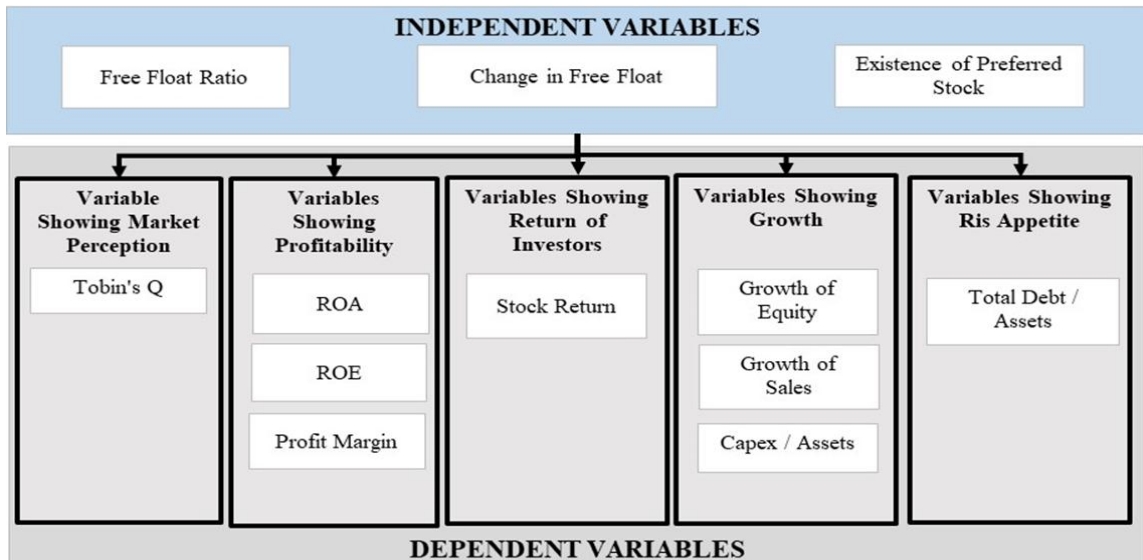 INDEPENDENT VARIABLES
Free Float Ratio
Change in Free Float
Existence of Preferred
Stock
Variable
Showing Market
Perception
Tobin's Q
Variables
Showing
Profitability
ROA
ROE
Profit Margin
Variables Showing
Return of
Investors
Stock Return
Variables Showing
Growth
Growth of
Equity
Growth of
Sales
Capex / Assets
Variables Showing
Ris Appetite
Total Debt /
Assets
DEPENDENT VARIABLES